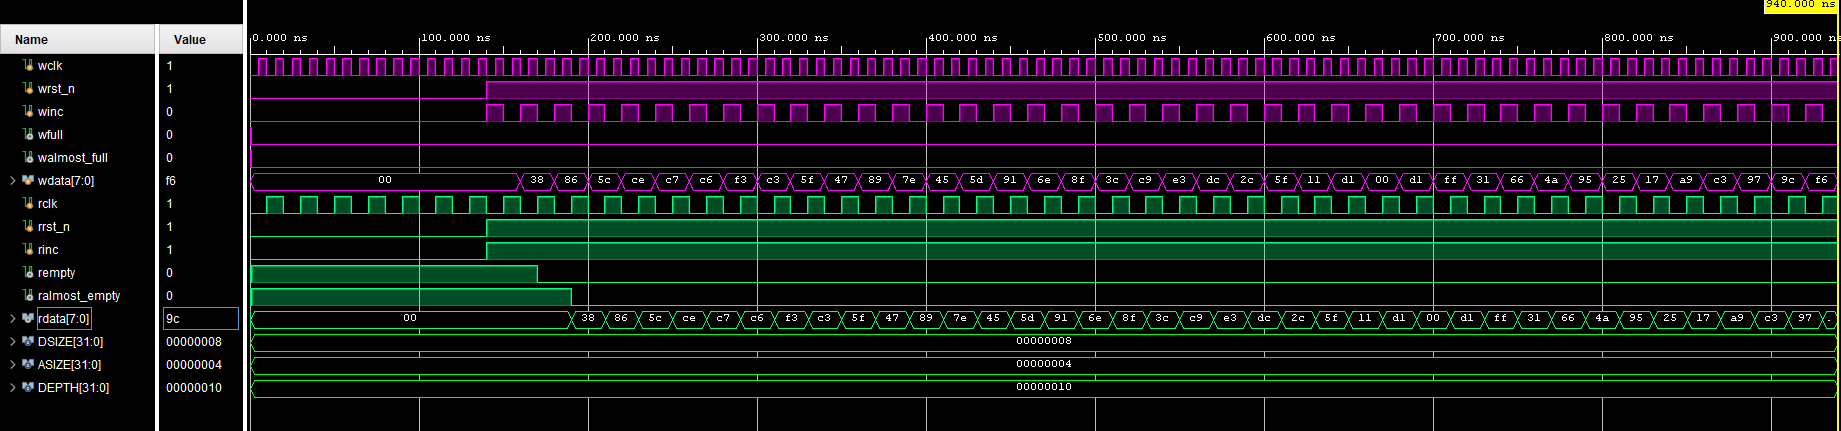 940.000 ns
Name Value 0.000 ns 100.000 ns 200.000 ns 300.000 ns 400.000 ns 500.000 ns 600.000 ns 700.000 ns 800.000 ns 900.000 ns
wclk 1
wrst_n 1
winc 0
wfull 0
walmost_full 0
wdata[7:0] f6 00 38 86 5c ce c7 c6 f3 c3 5f 47 89 7e 45 5d 91 6e 8f 3c c9 e3 dc 2c 5f 11 d1 00 d1 ff 31 66 4a 95 25 17 a9 c3 97 9c f6
rclk 1
rrst_n 1
rinc 1
rempty 0
ralmost_empty 0
rdata[7:0] 9c 00 38 86 5c ce c7 c6 f3 c3 5f 47 89 7e 45 5d 91 6e 8f 3c c9 e3 dc 2c 5f 11 d1 00 d1 ff 31 66 4a 95 25 17 a9 c3 97 .
DSIZE[31:0] 00000008 00000008
ASIZE[31:0] 00000004 00000004
DEPTH[31:0] 00000010 00000010